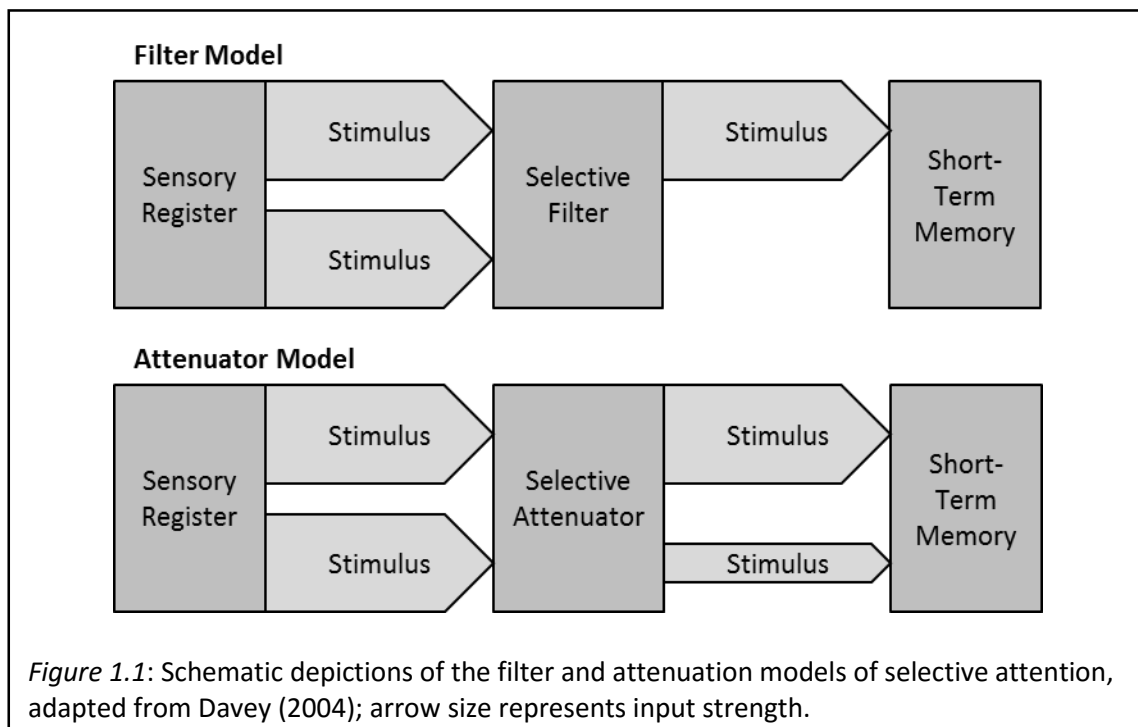 Filter Model
Sensory
Register
Stimulus
Stimulus
Selective
Filter
Stimulus
Short-
Term
Memory
Attenuator Model
Sensory
Register
Stimulus
Stimulus
Selective
Attenuator
Stimulus
Stimulus
Short-
Term
Memory
Figure 1.1: Schematic depictions of the filter and attenuation models of selective attention,
adapted from Davey (2004); arrow size represents input strength.